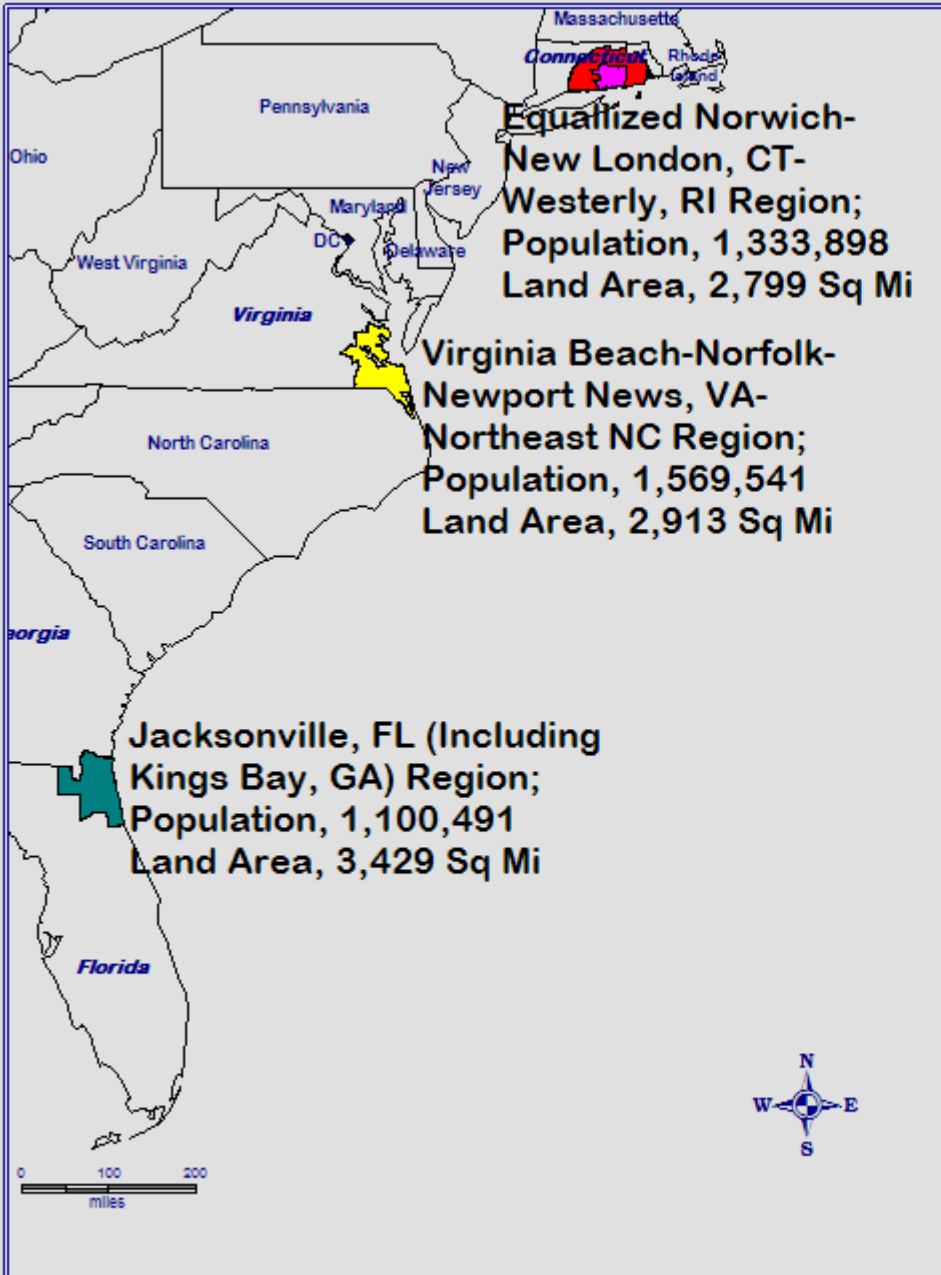 Massachusetts
Connecticut
Rhode
Island
Pennsylvania
Equallized Norwich-
New London, CT-
Westerly, RI Region;
Population, 1,333,898
Land Area, 2,799 Sq Mi
Ohio
New
Jersey
Maryland
DC
Delaware
West Virginia
Virginia
Virginia Beach-Norfolk-
Newport News, VA-
Northeast NC Region;
Population, 1,569,541
Land Area, 2,913 Sq Mi
North Carolina
South Carolina
eorgia
Jacksonville, FL (Including
Kings Bay, GA) Region;
Population, 1,100,491
Land Area, 3,429 Sq Mi
Florida
N
W E
S
0 100 200
miles